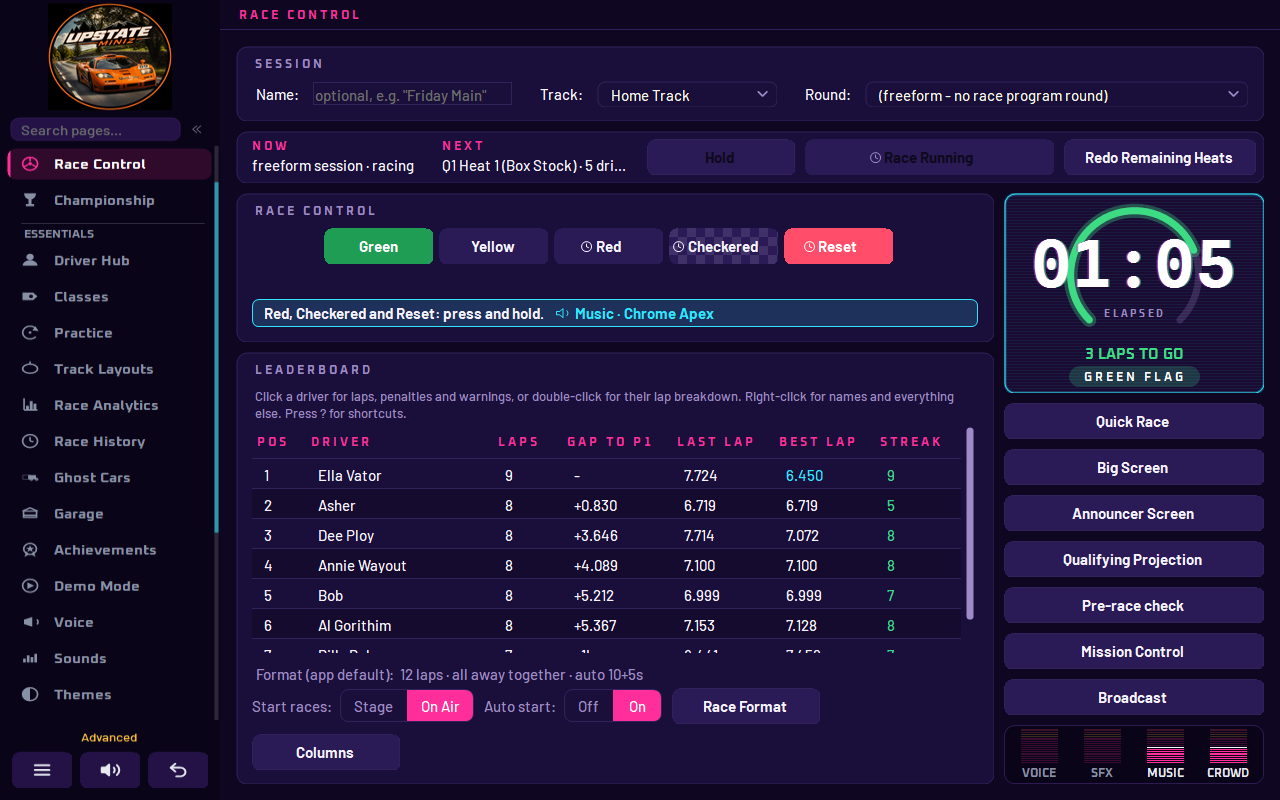 UPSTATE
MINIZ
Search pages...
Race Control
Championship
ESSENTIALS
Driver Hub
Classes
Practice
Track Layouts
Race Analytics
Race History
Ghost Cars
Garage
Achievements
Demo Mode
Voice
Sounds
Themes
Advanced
RACE CONTROL
SESSION
Name: optional, e.g. "Friday Main" Track: Home Track Round: (freeform - no race program round)
NOW NEXT
freeform session · racing Q1 Heat 1 (Box Stock) · 5 dri... Hold Race Running Redo Remaining Heats
RACE CONTROL
Green Yellow Red Checkered Reset
Red, Checkered and Reset: press and hold. Music · Chrome Apex
LEADERBOARD
Click a driver for laps, penalties and warnings, or double-click for their lap breakdown. Right-click for names and everything
else. Press ? for shortcuts.
POS DRIVER LAPS GAP TO P1 LAST LAP BEST LAP STREAK
1 Ella Vator 9 - 7.724 6.450 9
2 Asher 8 +0.830 6.719 6.719 5
3 Dee Ploy 8 +3.646 7.714 7.072 8
4 Annie Wayout 8 +4.089 7.100 7.100 8
5 Bob 8 +5.212 6.999 6.999 7
6 Al Gorithim 8 +5.367 7.153 7.128 8
Format (app default): 12 laps · all away together · auto 10+5s
Start races: Stage On Air Auto start: Off On Race Format
Columns
01:05
ELAPSED
3 LAPS TO GO
GREEN FLAG
Quick Race
Big Screen
Announcer Screen
Qualifying Projection
Pre-race check
Mission Control
Broadcast
VOICE SFX MUSIC CROWD